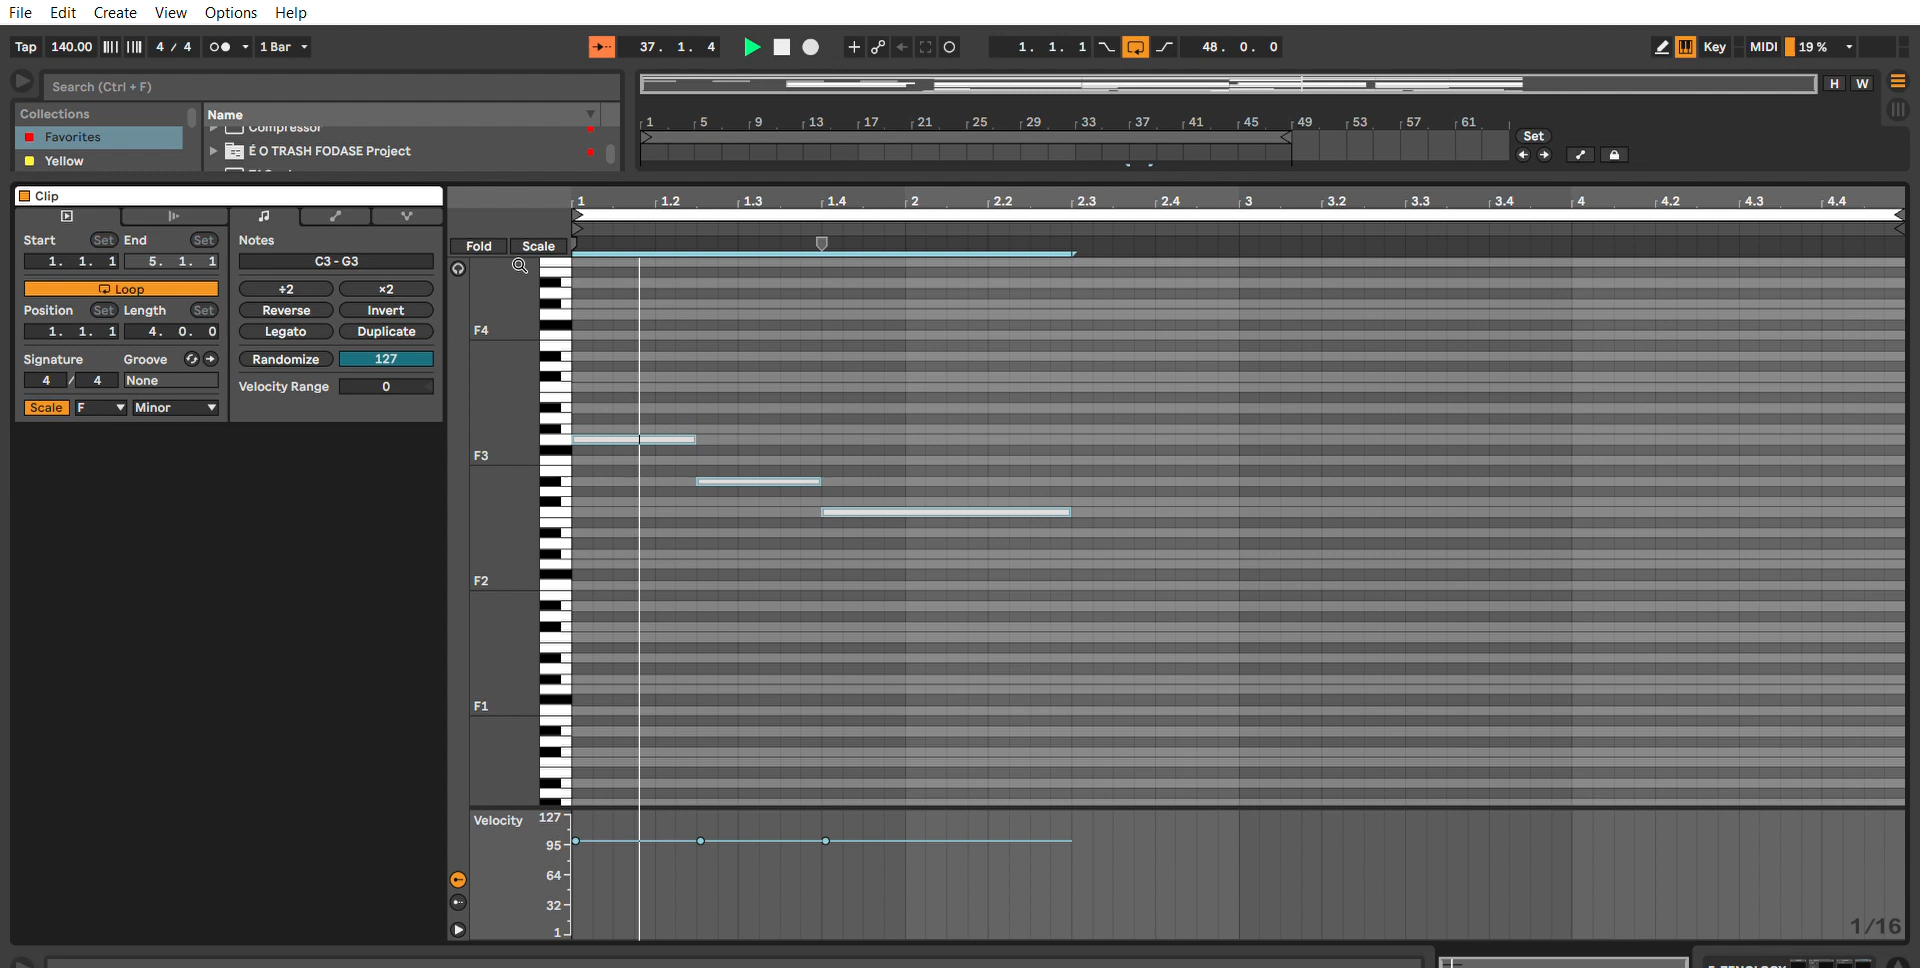 File Edit Create View Options Help
Tap 140.00 4 / 4 1 Bar 37. 1. 4 1. 1. 1 48. 0. 0 Key MIDI 19 %
Search (Ctrl + F) H W
Collections Name
Favorites Compressor
É O TRASH FODASE Project
Yellow
1 5 9 13 17 21 25 29 33 37 41 45 49 53 57 61
Set
Clip
1 1.2 1.3 1.4 2 2.2 2.3 2.4 3 3.2 3.3 3.4 4 4.2 4.3 4.4
Start Set End Set Notes Fold Scale
1. 1. 1 5. 1. 1 C3 - G3
Loop ÷2 ×2
Position Set Length Set Reverse Invert
1. 1. 1 4. 0. 0 Legato Duplicate
Signature Groove Randomize 127
4 / 4 None Velocity Range 0
Scale F Minor
F4
F3
F2
F1
Velocity 127
95
64
32
1
1/16